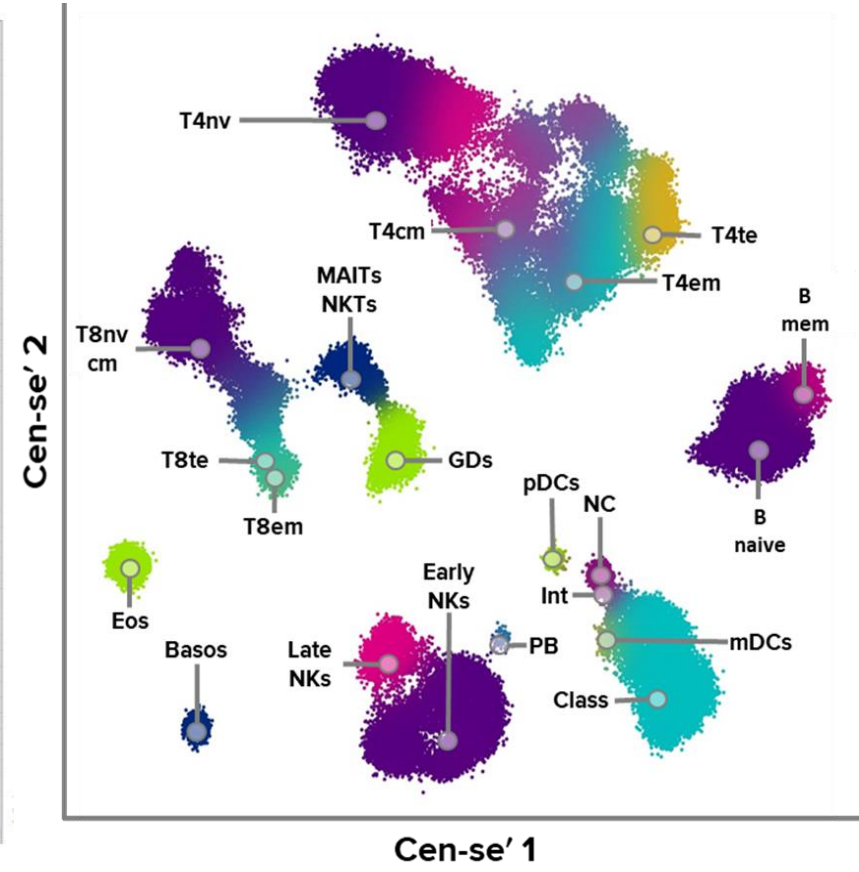 T4nv
T4cm
T4te
T4em
MAITs
NKTs
T8nv
cm
B
mem
T8te
GDs
T8em
pDCs
NC
B
naive
Early
NKs
Int
Eos
Basos
Late
NKs
PB
mDCs
Class
Cen-se′ 2
Cen-se′ 1